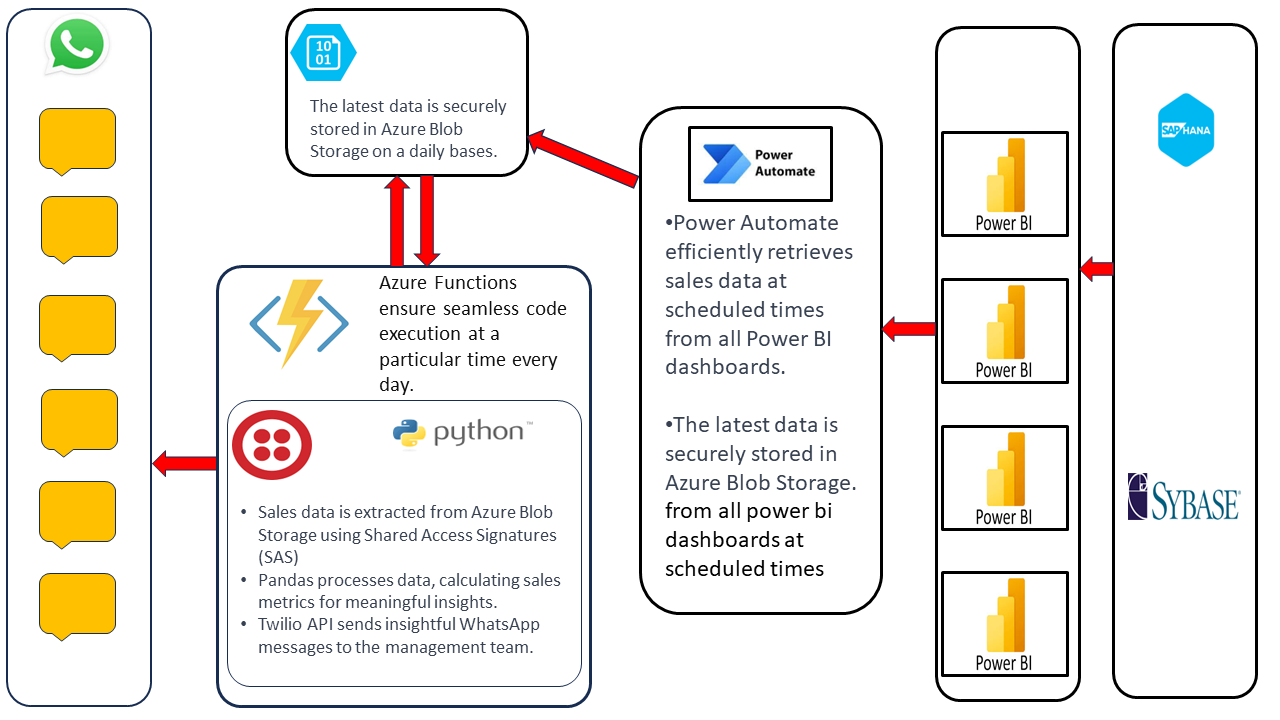 10
01
The latest data is securely
stored in Azure Blob
Storage on a daily bases.
Azure Functions
ensure seamless code
execution at a
particular time every
day.
python™
• Sales data is extracted from Azure Blob
Storage using Shared Access Signatures
(SAS)
• Pandas processes data, calculating sales
metrics for meaningful insights.
• Twilio API sends insightful WhatsApp
messages to the management team.
Power
Automate
•Power Automate
efficiently retrieves
sales data at
scheduled times
from all Power BI
dashboards.
•The latest data is
securely stored in
Azure Blob Storage.
from all power bi
dashboards at
scheduled times
Power BI
Power BI
Power BI
Power BI
SAP HANA
SYBASE®